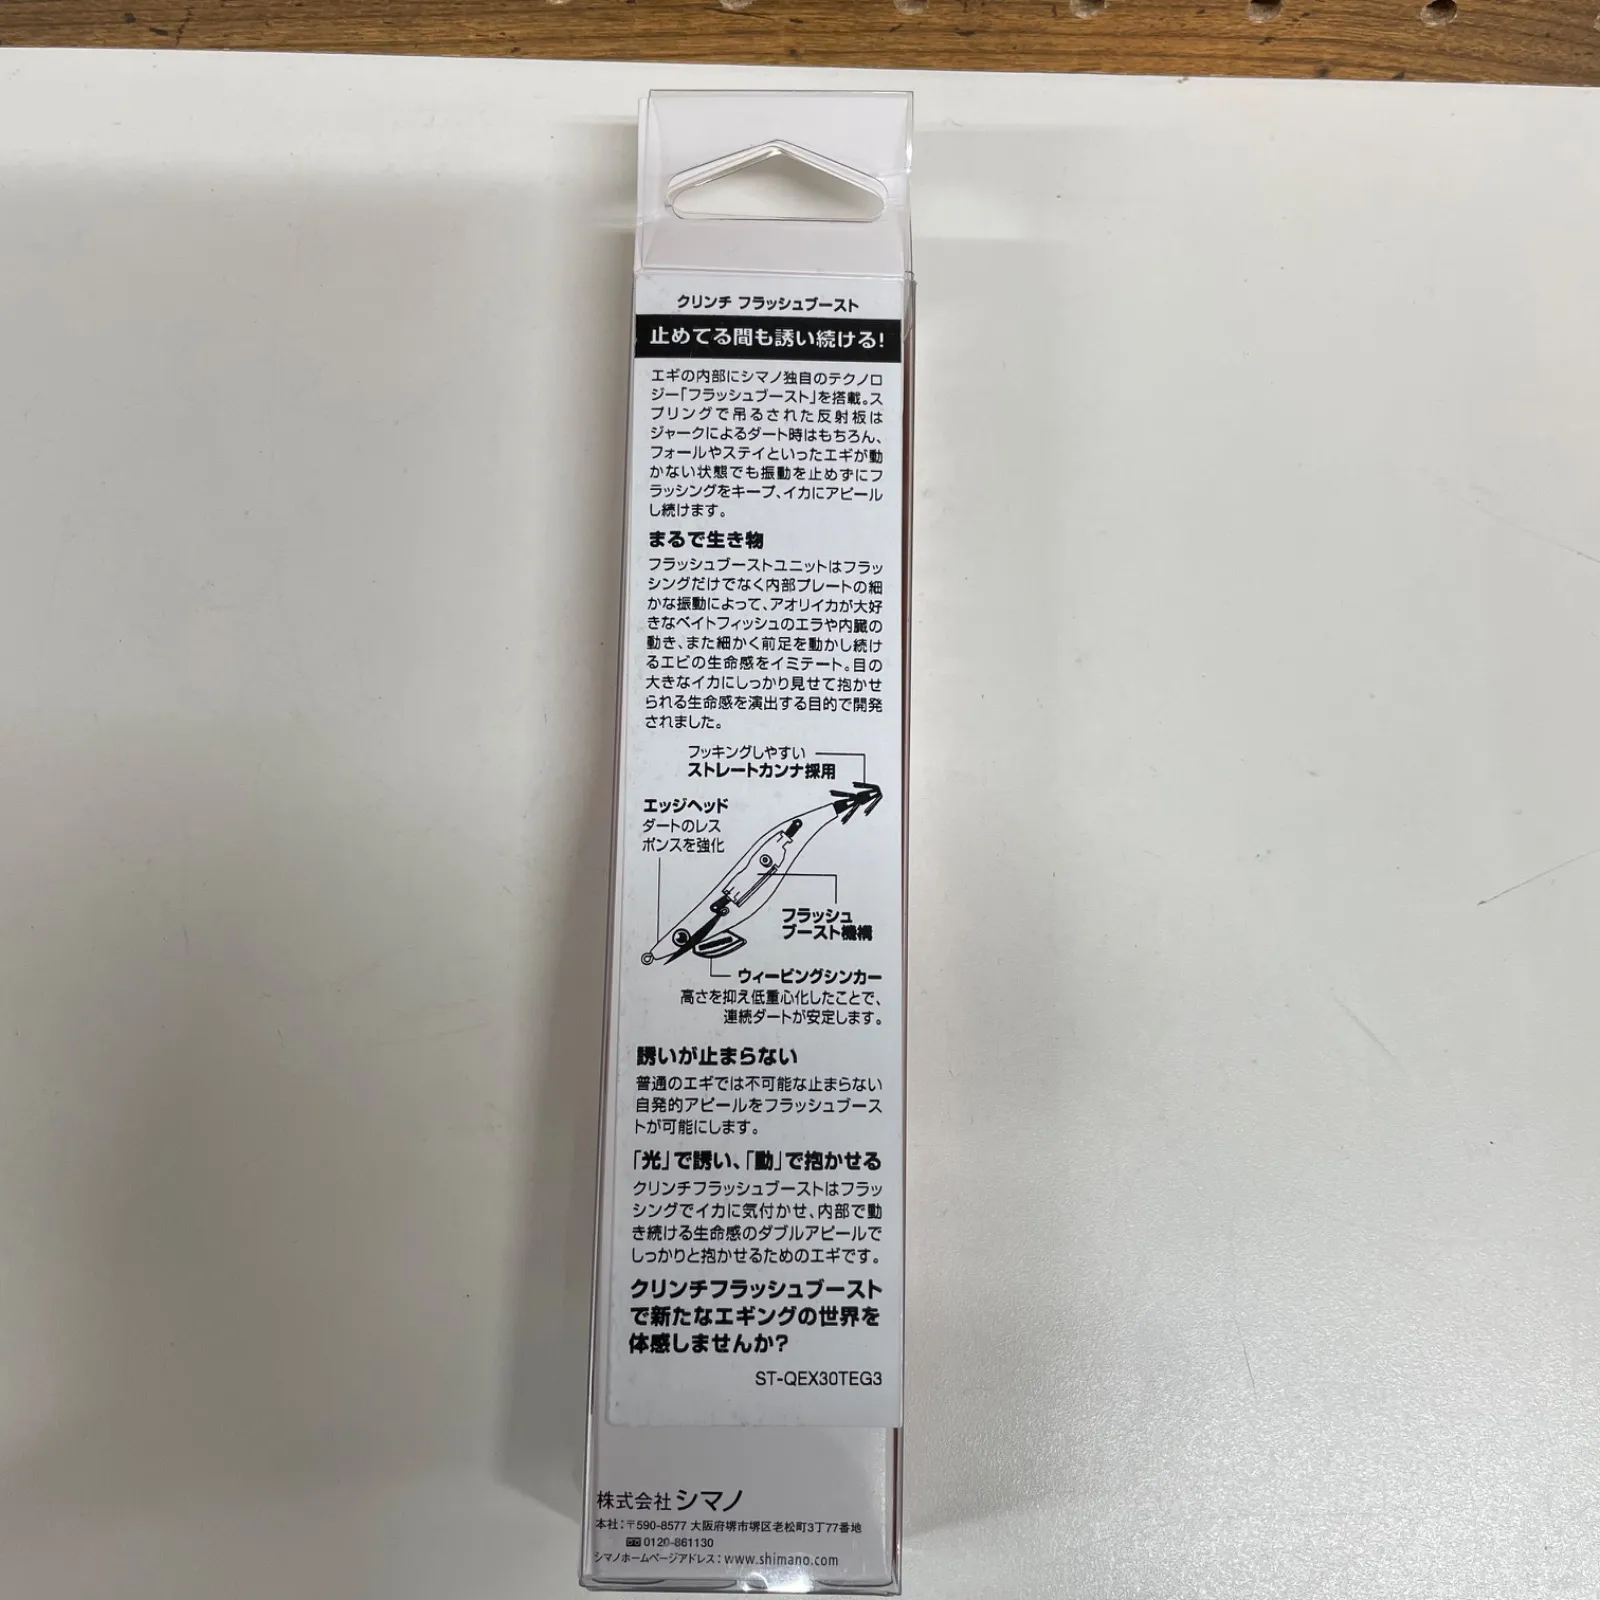 クリンチ フラッシュブースト
止めてる間も誘い続ける!
エギの内部にシマノ独自のテクノロ
ジー「フラッシュブースト」を搭載。ス
プリングで吊るされた反射板は
ジャークによるダート時はもちろん、
フォールやステイといったエギが動
かない状態でも振動を止めずにフ
ラッシングをキープ、イカにアピール
し続けます。
まるで生き物
フラッシュブーストユニットはフラッ
シングだけでなく内部プレートの細
かな振動によって、アオリイカが大好
きなベイトフィッシュのエラや内臓の
動き、また細かく前足を動かし続け
るエビの生命感をイミテート。目の
大きなイカにしっかり見せて抱かせ
られる生命感を演出する目的で開発
されました。
フッキングしやすい
ストレートカンナ採用
エッジヘッド
ダートのレス
ポンスを強化
フラッシュ
ブースト機構
ウィービングシンカー
高さを抑え低重心化したことで、
連続ダートが安定します。
誘いが止まらない
普通のエギでは不可能な止まらない
自発的アピールをフラッシュブース
トが可能にします。
「光」で誘い、「動」で抱かせる
クリンチフラッシュブーストはフラッ
シングでイカに気付かせ、内部で動
き続ける生命感のダブルアピールで
しっかりと抱かせるためのエギです。
クリンチフラッシュブースト
で新たなエギングの世界を
体感しませんか?
ST-QEX30TEG3
株式会社シマノ
本社:〒590-8577 大阪府堺市堺区老松町3丁77番地
0120-861130
シマノホームページアドレス:www.shimano.com